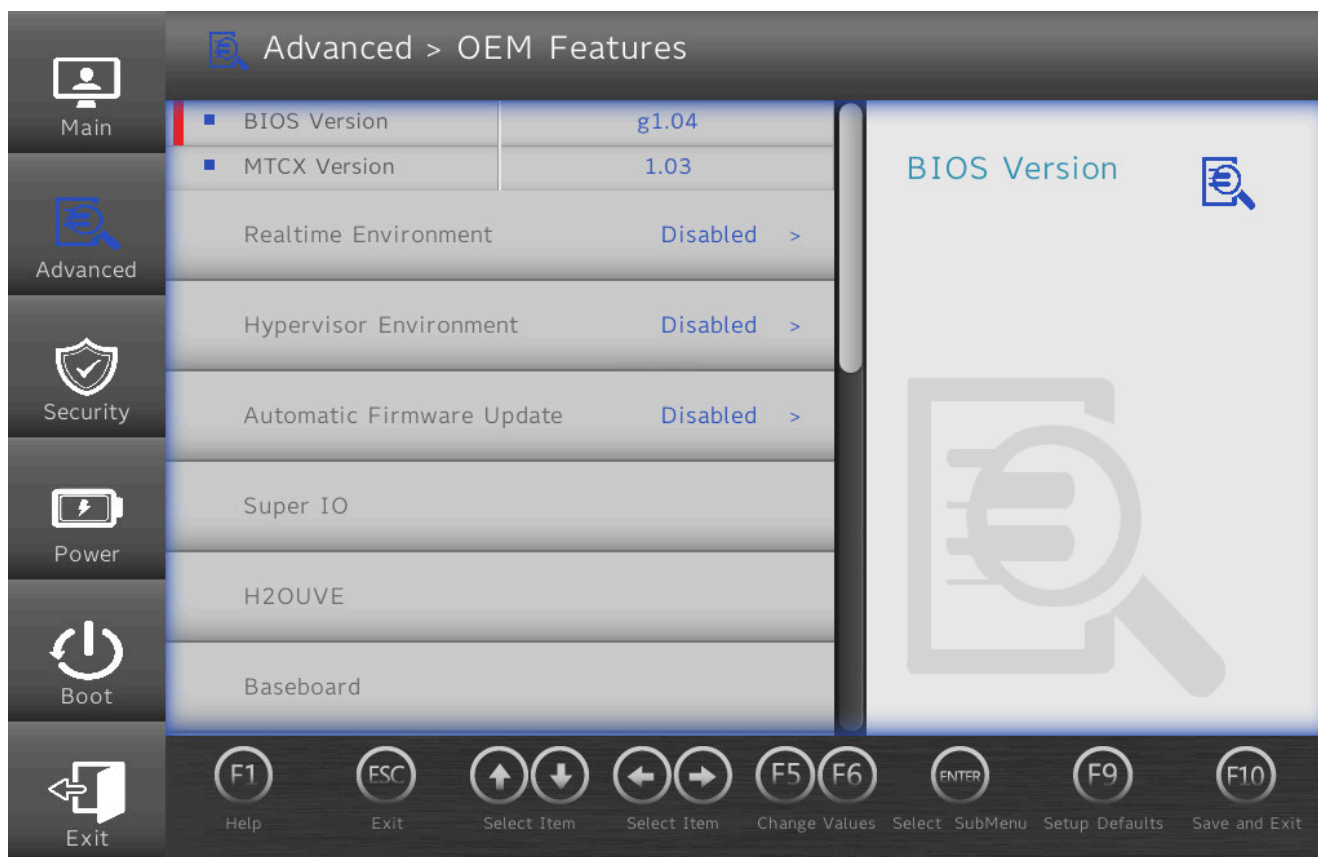 Advanced > OEM Features
Main
Advanced
Security
Power
Boot
Exit
BIOS Version g1.04
MTCX Version 1.03
Realtime Environment Disabled >
Hypervisor Environment Disabled >
Automatic Firmware Update Disabled >
Super IO
H2OUVE
Baseboard
BIOS Version
F1 ESC F5 F6 ENTER F9 F10
Help Exit Select Item Select Item Change Values Select SubMenu Setup Defaults Save and Exit